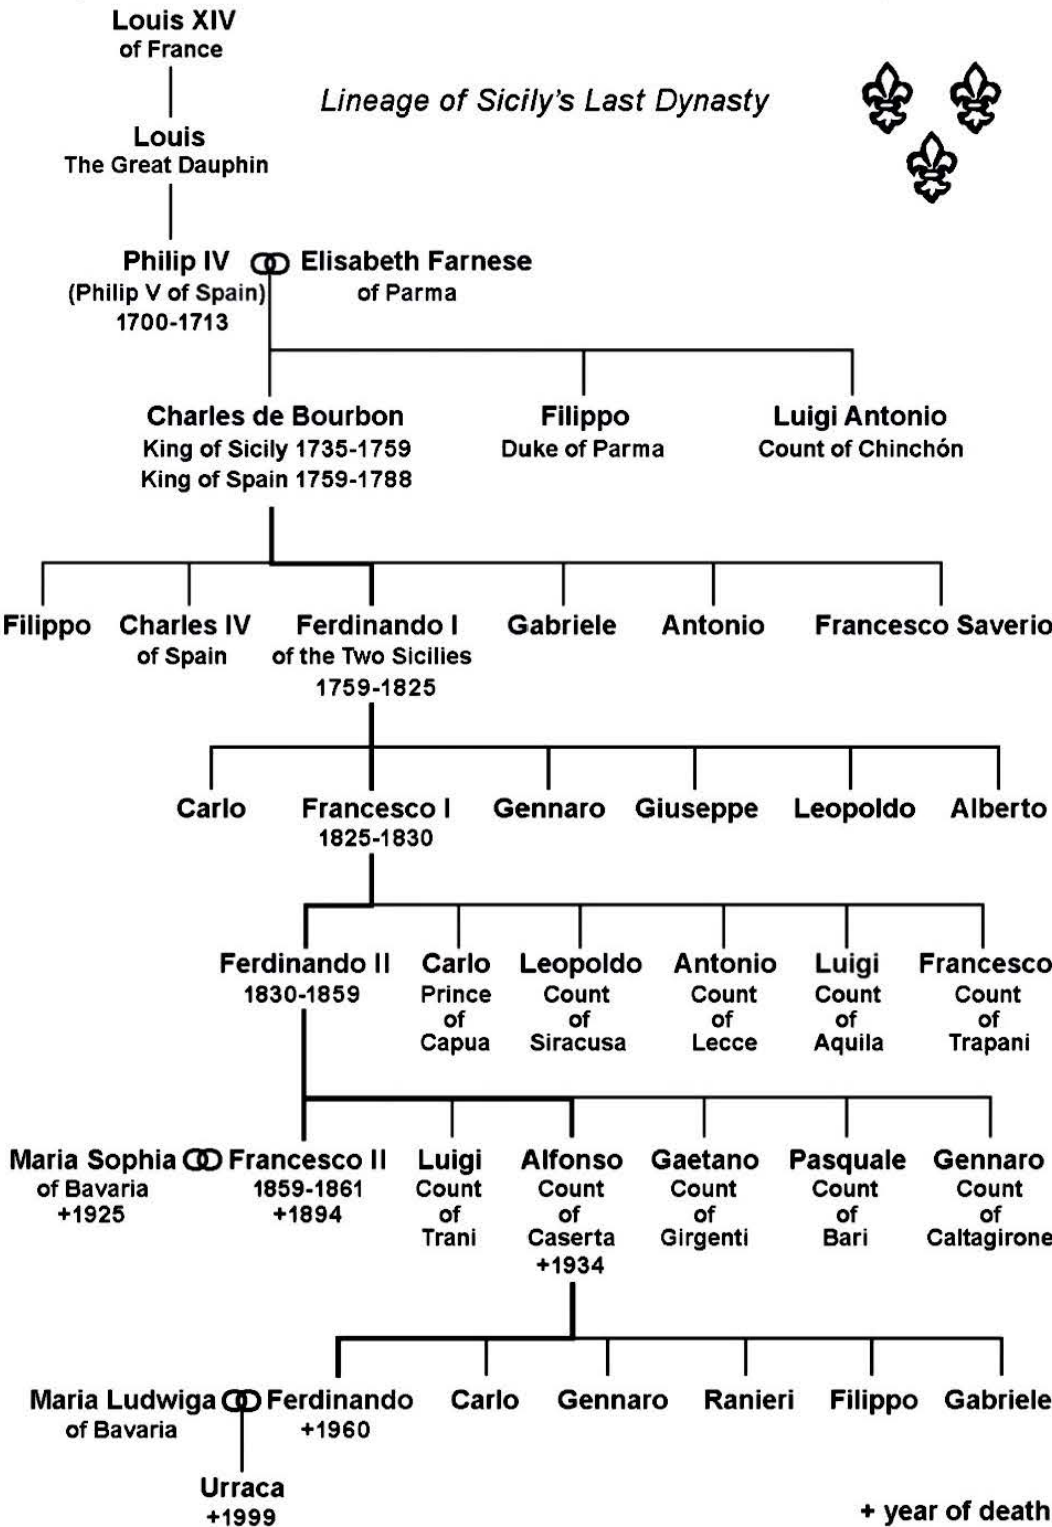 Louis XIV
of France
Lineage of Sicily's Last Dynasty
Louis
The Great Dauphin
Philip IV
(Philip V of Spain)
1700-1713
Elisabeth Farnese
of Parma
Charles de Bourbon
King of Sicily 1735-1759
King of Spain 1759-1788
Filippo
Duke of Parma
Luigi Antonio
Count of Chinchón
Filippo
Charles IV
of Spain
Ferdinando I
of the Two Sicilies
1759-1825
Gabriele
Antonio
Francesco Saverio
Carlo
Francesco I
1825-1830
Gennaro
Giuseppe
Leopoldo
Alberto
Ferdinando II
1830-1859
Carlo
Prince
of
Capua
Leopoldo
Count
of
Siracusa
Antonio
Count
of
Lecce
Luigi
Count
of
Aquila
Francesco
Count
of
Trapani
Maria Sophia
of Bavaria
+1925
Francesco II
1859-1861
+1894
Luigi
Count
of
Trani
Alfonso
Count
of
Caserta
+1934
Gaetano
Count
of
Girgenti
Pasquale
Count
of
Bari
Gennaro
Count
of
Caltagirone
Maria Ludwiga
of Bavaria
Ferdinando
+1960
Carlo
Gennaro
Ranieri
Filippo
Gabriele
Urraca
+1999
+ year of death